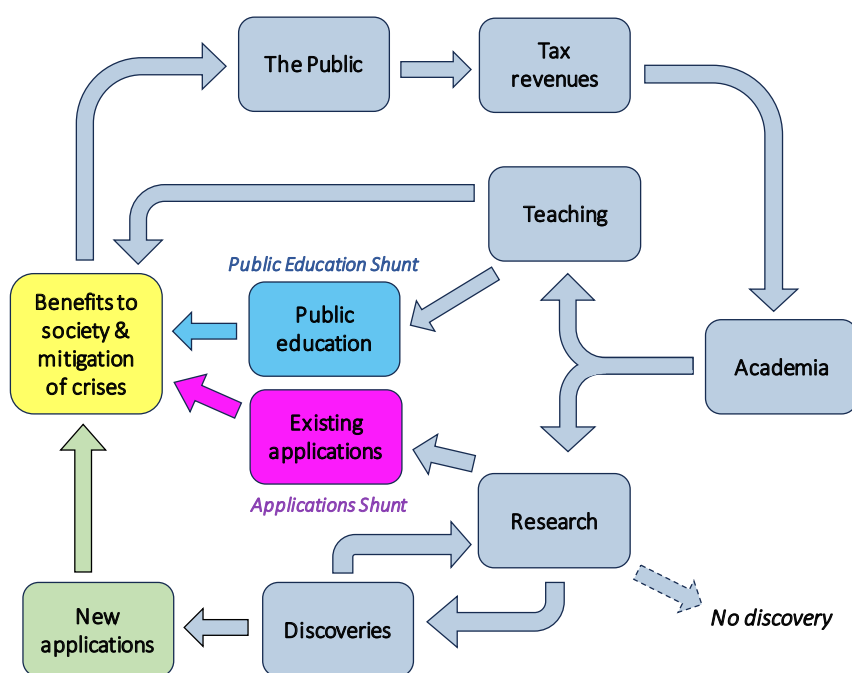 The Public
Tax
revenues
Teaching
Public Education Shunt
Benefits to
society &
mitigation
of crises
Public
education
Academia
Existing
applications
Applications Shunt
Research
New
applications
Discoveries
No discovery